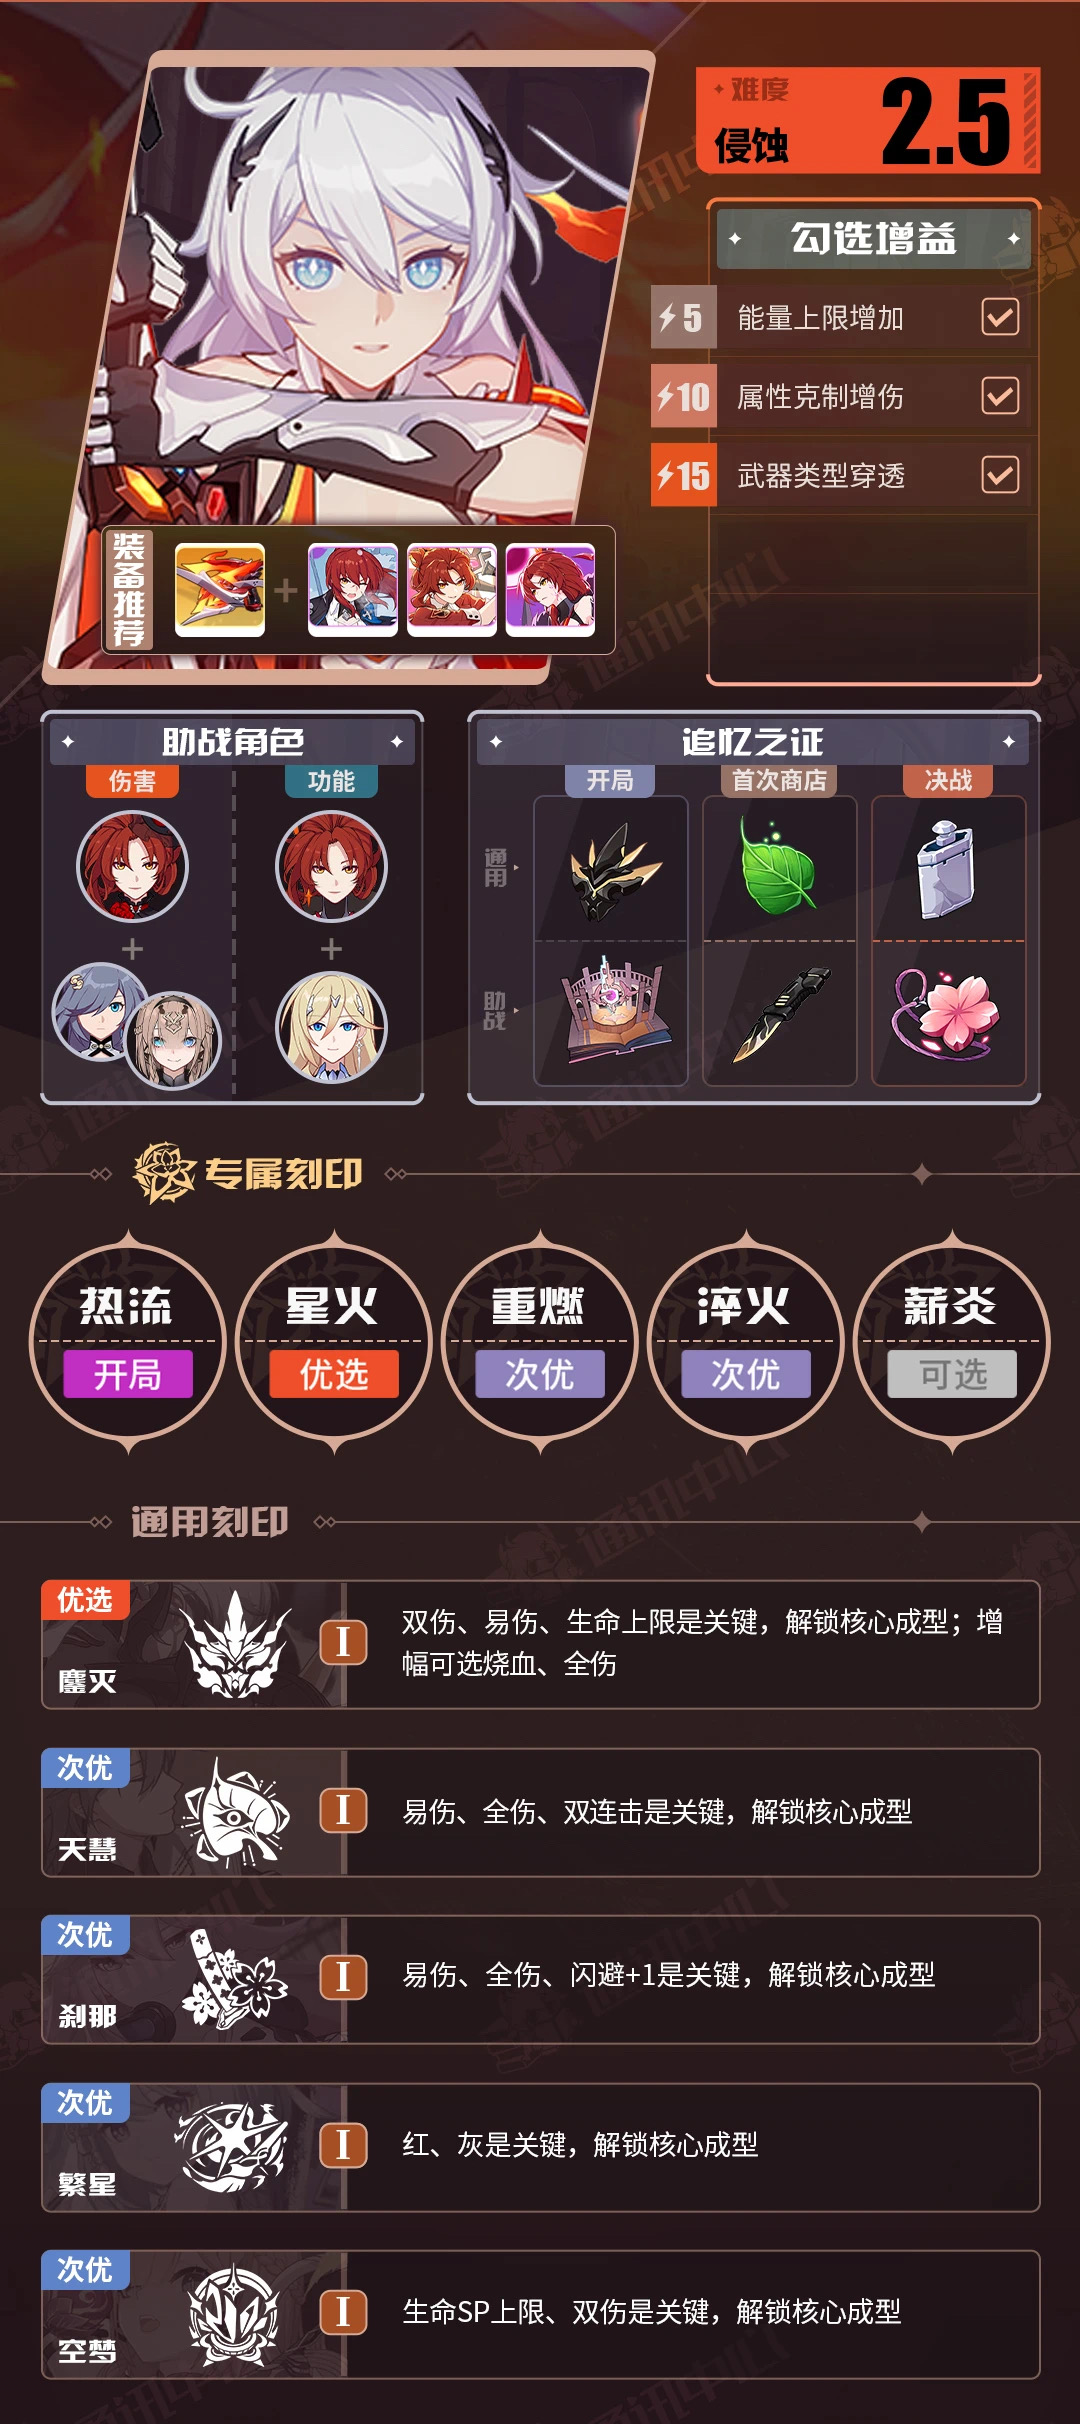 难度
侵蚀
2.5
勾选增益
5
能量上限增加
10
属性克制增伤
15
武器类型穿透
装备推荐
助战角色
伤害
功能
追忆之证
开局
首次商店
决战
通用
助战
专属刻印
热流
开局
星火
优选
重燃
次优
淬火
次优
薪炎
可选
通用刻印
优选
鏖灭
I
双伤、易伤、生命上限是关键，解锁核心成型；增
幅可选烧血、全伤
次优
天慧
I
易伤、全伤、双连击是关键，解锁核心成型
次优
刹那
I
易伤、全伤、闪避+1是关键，解锁核心成型
次优
繁星
I
红、灰是关键，解锁核心成型
次优
空梦
I
生命SP上限、双伤是关键，解锁核心成型
通讯中心